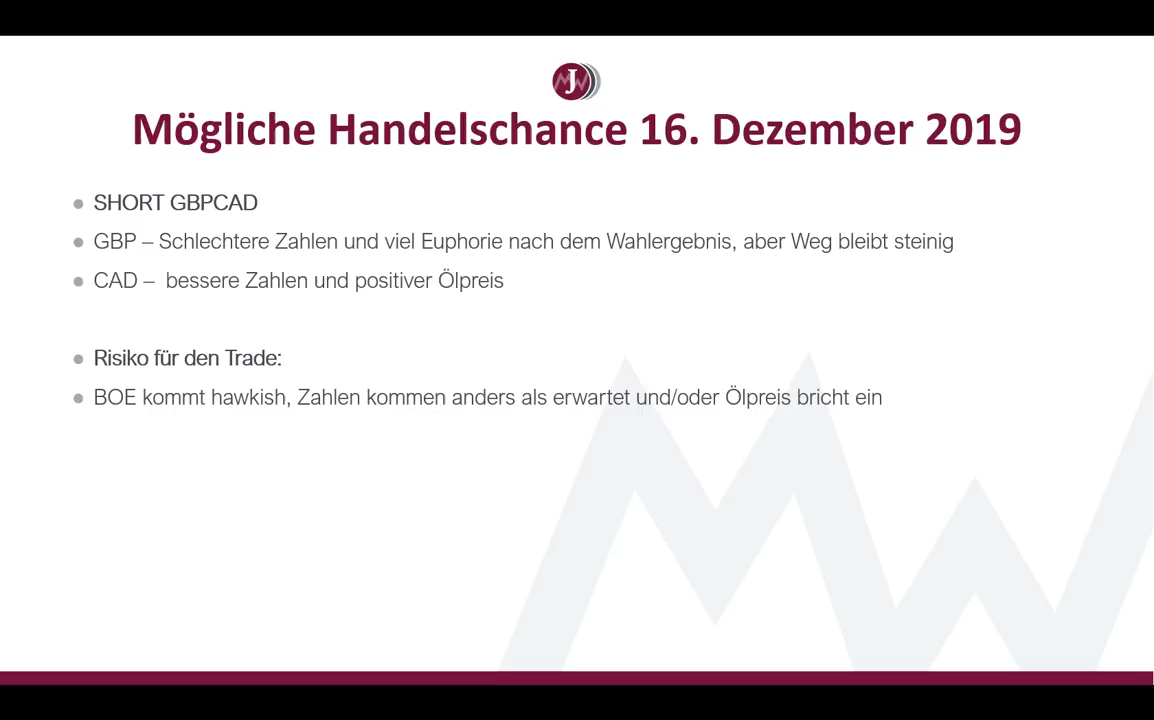 J
Mögliche Handelschance 16. Dezember 2019
SHORT GBPCAD
GBP – Schlechtere Zahlen und viel Euphorie nach dem Wahlergebnis, aber Weg bleibt steinig
CAD – bessere Zahlen und positiver Ölpreis
Risiko für den Trade:
BOE kommt hawkish, Zahlen kommen anders als erwartet und/oder Ölpreis bricht ein